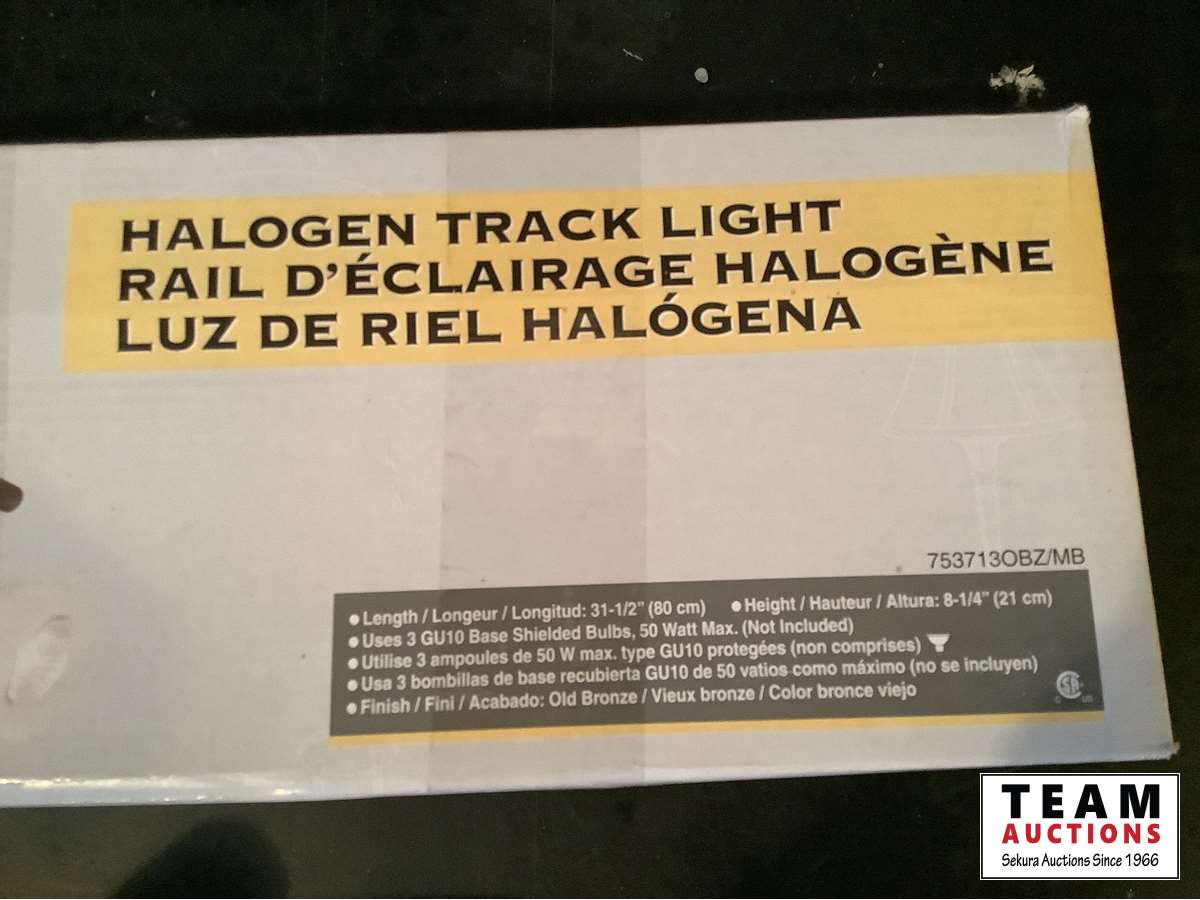 HALOGEN TRACK LIGHT
RAIL D'ÉCLAIRAGE HALOGÈNE
LUZ DE RIEL HALÓGENA
753713OBZ/MB
● Length / Longeur / Longitud: 31-1/2" (80 cm) ● Height / Hauteur / Altura: 8-1/4" (21 cm)
● Uses 3 GU10 Base Shielded Bulbs, 50 Watt Max. (Not Included)
● Utilise 3 ampoules de 50 W max. type GU10 protegées (non comprises)
● Usa 3 bombillas de base recubierta GU10 de 50 vatios como máximo (no se incluyen)
● Finish / Fini / Acabado: Old Bronze / Vieux bronze / Color bronce viejo
TEAM
AUCTIONS
Sekura Auctions Since 1966